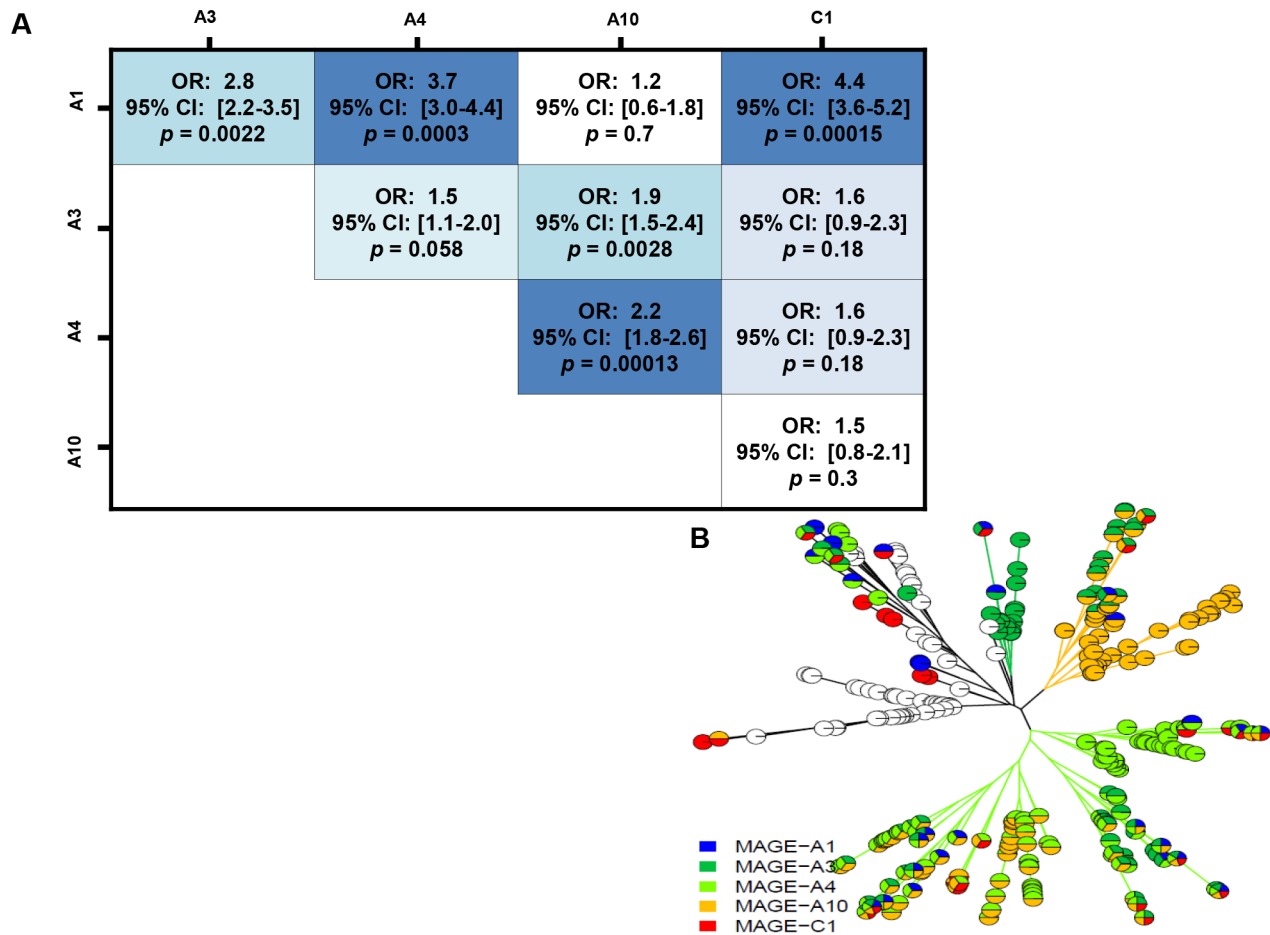 A
A3 A4 A10 C1
A1
OR: 2.8 OR: 3.7 OR: 1.2 OR: 4.4
95% CI: [2.2-3.5] 95% CI: [3.0-4.4] 95% CI: [0.6-1.8] 95% CI: [3.6-5.2]
p = 0.0022 p = 0.0003 p = 0.7 p = 0.00015
A3
OR: 1.5 OR: 1.9 OR: 1.6
95% CI: [1.1-2.0] 95% CI: [1.5-2.4] 95% CI: [0.9-2.3]
p = 0.058 p = 0.0028 p = 0.18
A4
OR: 2.2 OR: 1.6
95% CI: [1.8-2.6] 95% CI: [0.9-2.3]
p = 0.00013 p = 0.18
A10
OR: 1.5
95% CI: [0.8-2.1]
p = 0.3
B
MAGE-A1
MAGE-A3
MAGE-A4
MAGE-A10
MAGE-C1